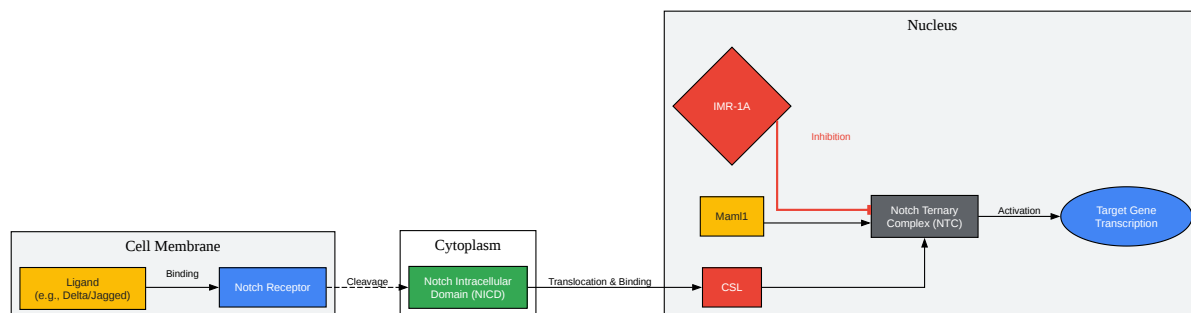 Nucleus
IMR-1A
Inhibition
Maml1
Notch Ternary
Complex (NTC)
Activation
Target Gene
Transcription
Cell Membrane
Ligand
(e.g., Delta/Jagged)
Binding
Notch Receptor
Cleavage
Cytoplasm
Notch Intracellular
Domain (NICD)
Translocation & Binding
CSL